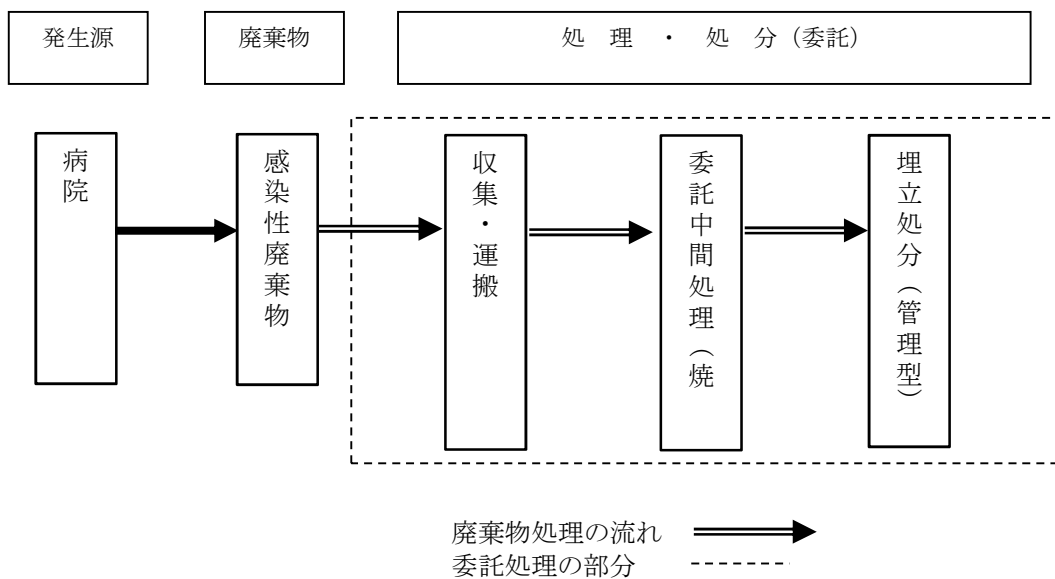 発生源
廃棄物
処　理　・　処　分（委託）
病院
感染性廃棄物
収集・運搬
委託中間処理（焼
埋立処分（管理型）
廃棄物処理の流れ
委託処理の部分